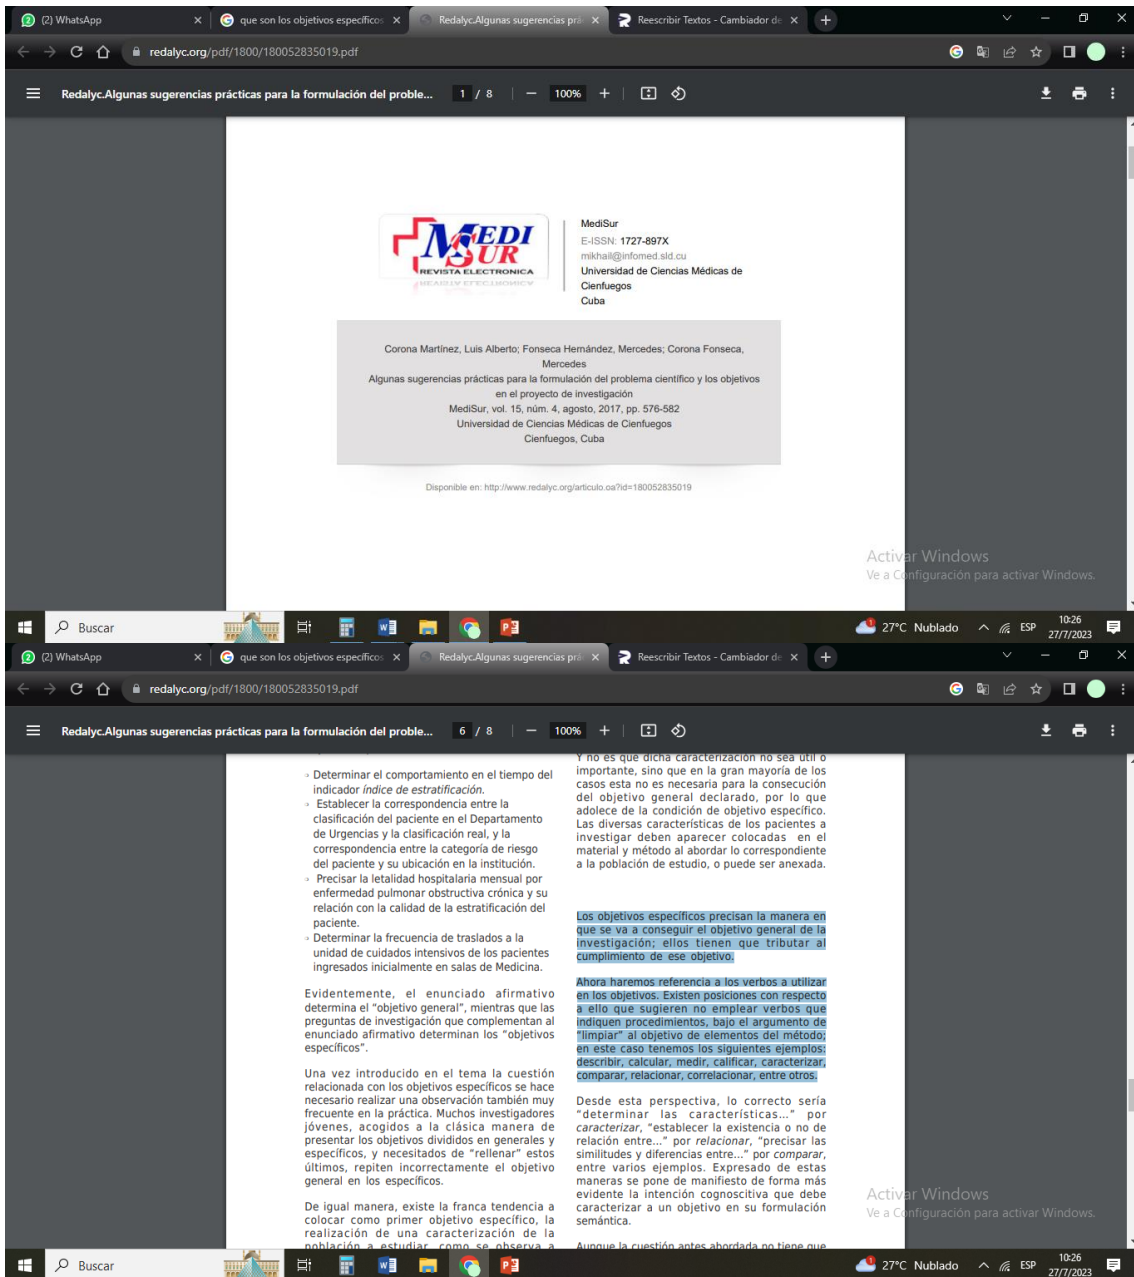 (2) WhatsApp
que son los objetivos específicos
Redalyc.Algunas sugerencias prá
Reescribir Textos - Cambiador de
redalyc.org/pdf/1800/180052835019.pdf
Redalyc.Algunas sugerencias prácticas para la formulación del proble...
1 / 8
100%
MEDI
SUR
REVISTA ELECTRONICA
MediSur
E-ISSN: 1727-897X
mikhail@infomed.sld.cu
Universidad de Ciencias Médicas de
Cienfuegos
Cuba
Corona Martínez, Luis Alberto; Fonseca Hernández, Mercedes; Corona Fonseca,
Mercedes
Algunas sugerencias prácticas para la formulación del problema científico y los objetivos
en el proyecto de investigación
MediSur, vol. 15, núm. 4, agosto, 2017, pp. 576-582
Universidad de Ciencias Médicas de Cienfuegos
Cienfuegos, Cuba
Disponible en: http://www.redalyc.org/articulo.oa?id=180052835019
Activar Windows
Ve a Configuración para activar Windows.
Buscar
27°C Nublado
ESP
10:26
27/7/2023
(2) WhatsApp
que son los objetivos específicos
Redalyc.Algunas sugerencias prá
Reescribir Textos - Cambiador de
redalyc.org/pdf/1800/180052835019.pdf
Redalyc.Algunas sugerencias prácticas para la formulación del proble...
6 / 8
100%
Determinar el comportamiento en el tiempo del
indicador índice de estratificación.
Establecer la correspondencia entre la
clasificación del paciente en el Departamento
de Urgencias y la clasificación real, y la
correspondencia entre la categoría de riesgo
del paciente y su ubicación en la institución.
Precisar la letalidad hospitalaria mensual por
enfermedad pulmonar obstructiva crónica y su
relación con la calidad de la estratificación del
paciente.
Determinar la frecuencia de traslados a la
unidad de cuidados intensivos de los pacientes
ingresados inicialmente en salas de Medicina.
Evidentemente, el enunciado afirmativo
determina el “objetivo general”, mientras que las
preguntas de investigación que complementan al
enunciado afirmativo determinan los “objetivos
específicos”.
Una vez introducido en el tema la cuestión
relacionada con los objetivos específicos se hace
necesario realizar una observación también muy
frecuente en la práctica. Muchos investigadores
jóvenes, acogidos a la clásica manera de
presentar los objetivos divididos en generales y
específicos, y necesitados de “rellenar” estos
últimos, repiten incorrectamente el objetivo
general en los específicos.
De igual manera, existe la franca tendencia a
colocar como primer objetivo específico, la
realización de una caracterización de la
población a estudiar, como se observa a
Y no es que dicha caracterización no sea útil o
importante, sino que en la gran mayoría de los
casos esta no es necesaria para la consecución
del objetivo general declarado, por lo que
adolece de la condición de objetivo específico.
Las diversas características de los pacientes a
investigar deben aparecer colocadas en el
material y método al abordar lo correspondiente
a la población de estudio, o puede ser anexada.
Los objetivos específicos precisan la manera en
que se va a conseguir el objetivo general de la
investigación; ellos tienen que tributar al
cumplimiento de ese objetivo.
Ahora haremos referencia a los verbos a utilizar
en los objetivos. Existen posiciones con respecto
a ello que sugieren no emplear verbos que
indiquen procedimientos, bajo el argumento de
“limpiar” al objetivo de elementos del método;
en este caso tenemos los siguientes ejemplos:
describir, calcular, medir, calificar, caracterizar,
comparar, relacionar, correlacionar, entre otros.
Desde esta perspectiva, lo correcto sería
“determinar las características...” por
caracterizar, “establecer la existencia o no de
relación entre...” por relacionar, “precisar las
similitudes y diferencias entre...” por comparar,
entre varios ejemplos. Expresado de estas
maneras se pone de manifiesto de forma más
evidente la intención cognoscitiva que debe
caracterizar a un objetivo en su formulación
semántica.
Aunque la cuestión antes abordada no tiene que
Activar Windows
Ve a Configuración para activar Windows.
Buscar
27°C Nublado
ESP
10:26
27/7/2023